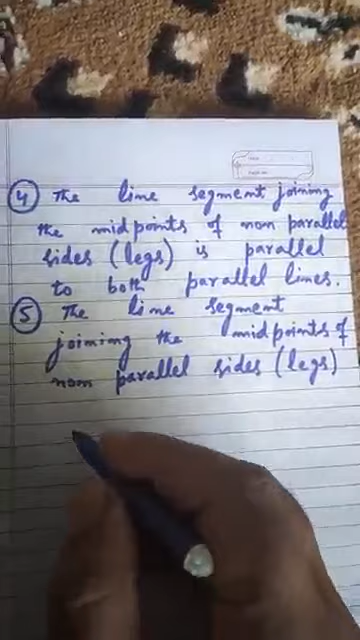 (4) The line segment joining
the midpoints of non parallel
sides (legs) is parallel
to both parallel lines.
(5) The line segment
joining the midpoints of
non parallel sides (legs)